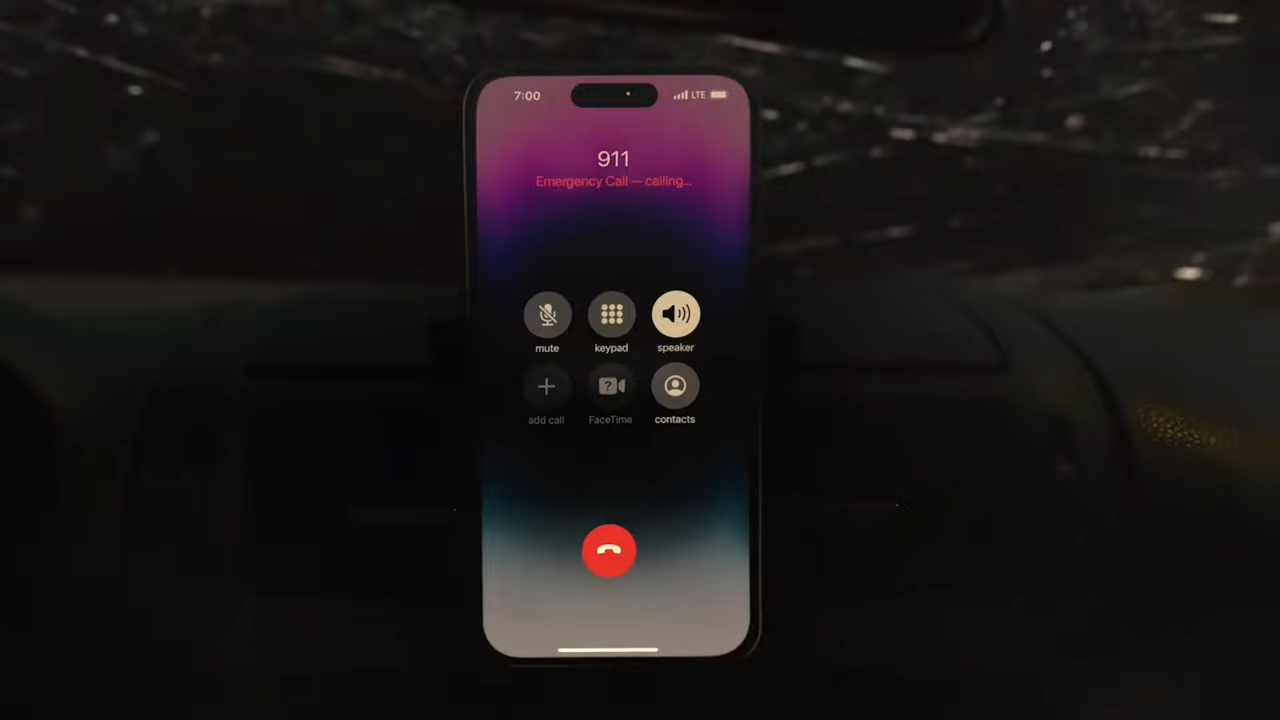 7:00
LTE
911
Emergency Call — calling...
mute
keypad
speaker
add call
FaceTime
contacts